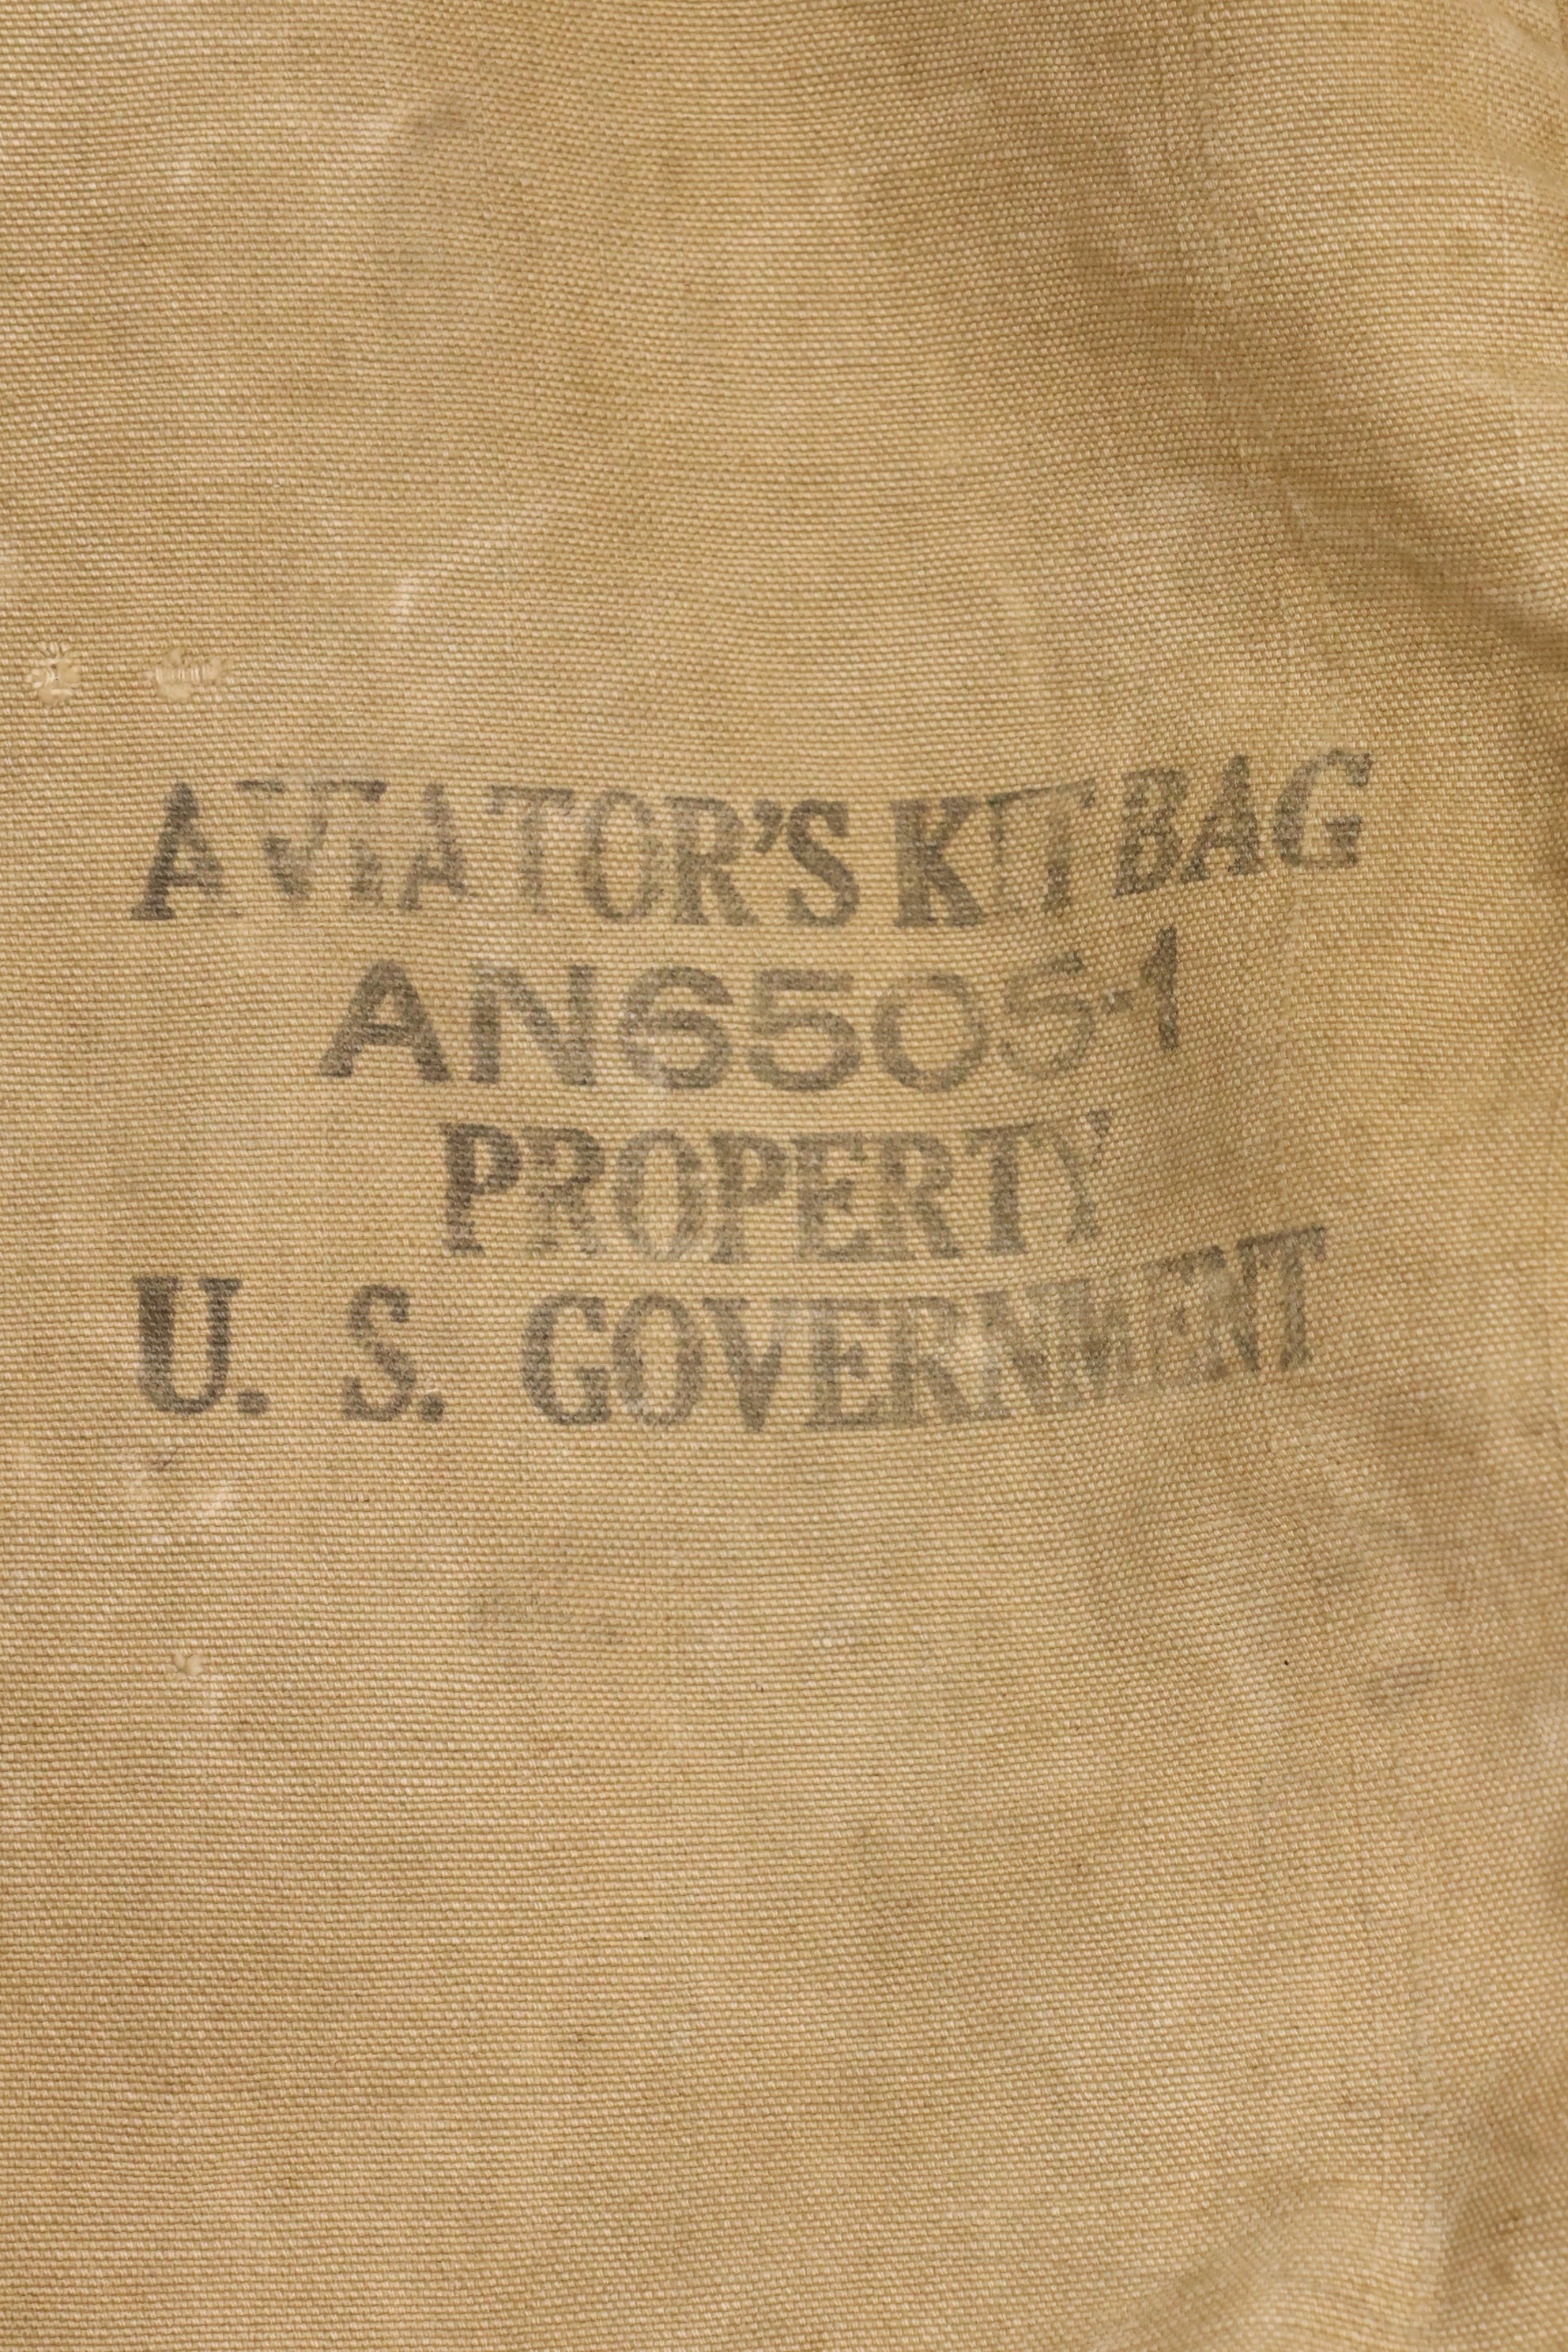 AVIATOR'S KIT BAG
AN6505-1
PROPERTY
U. S. GOVERNMENT